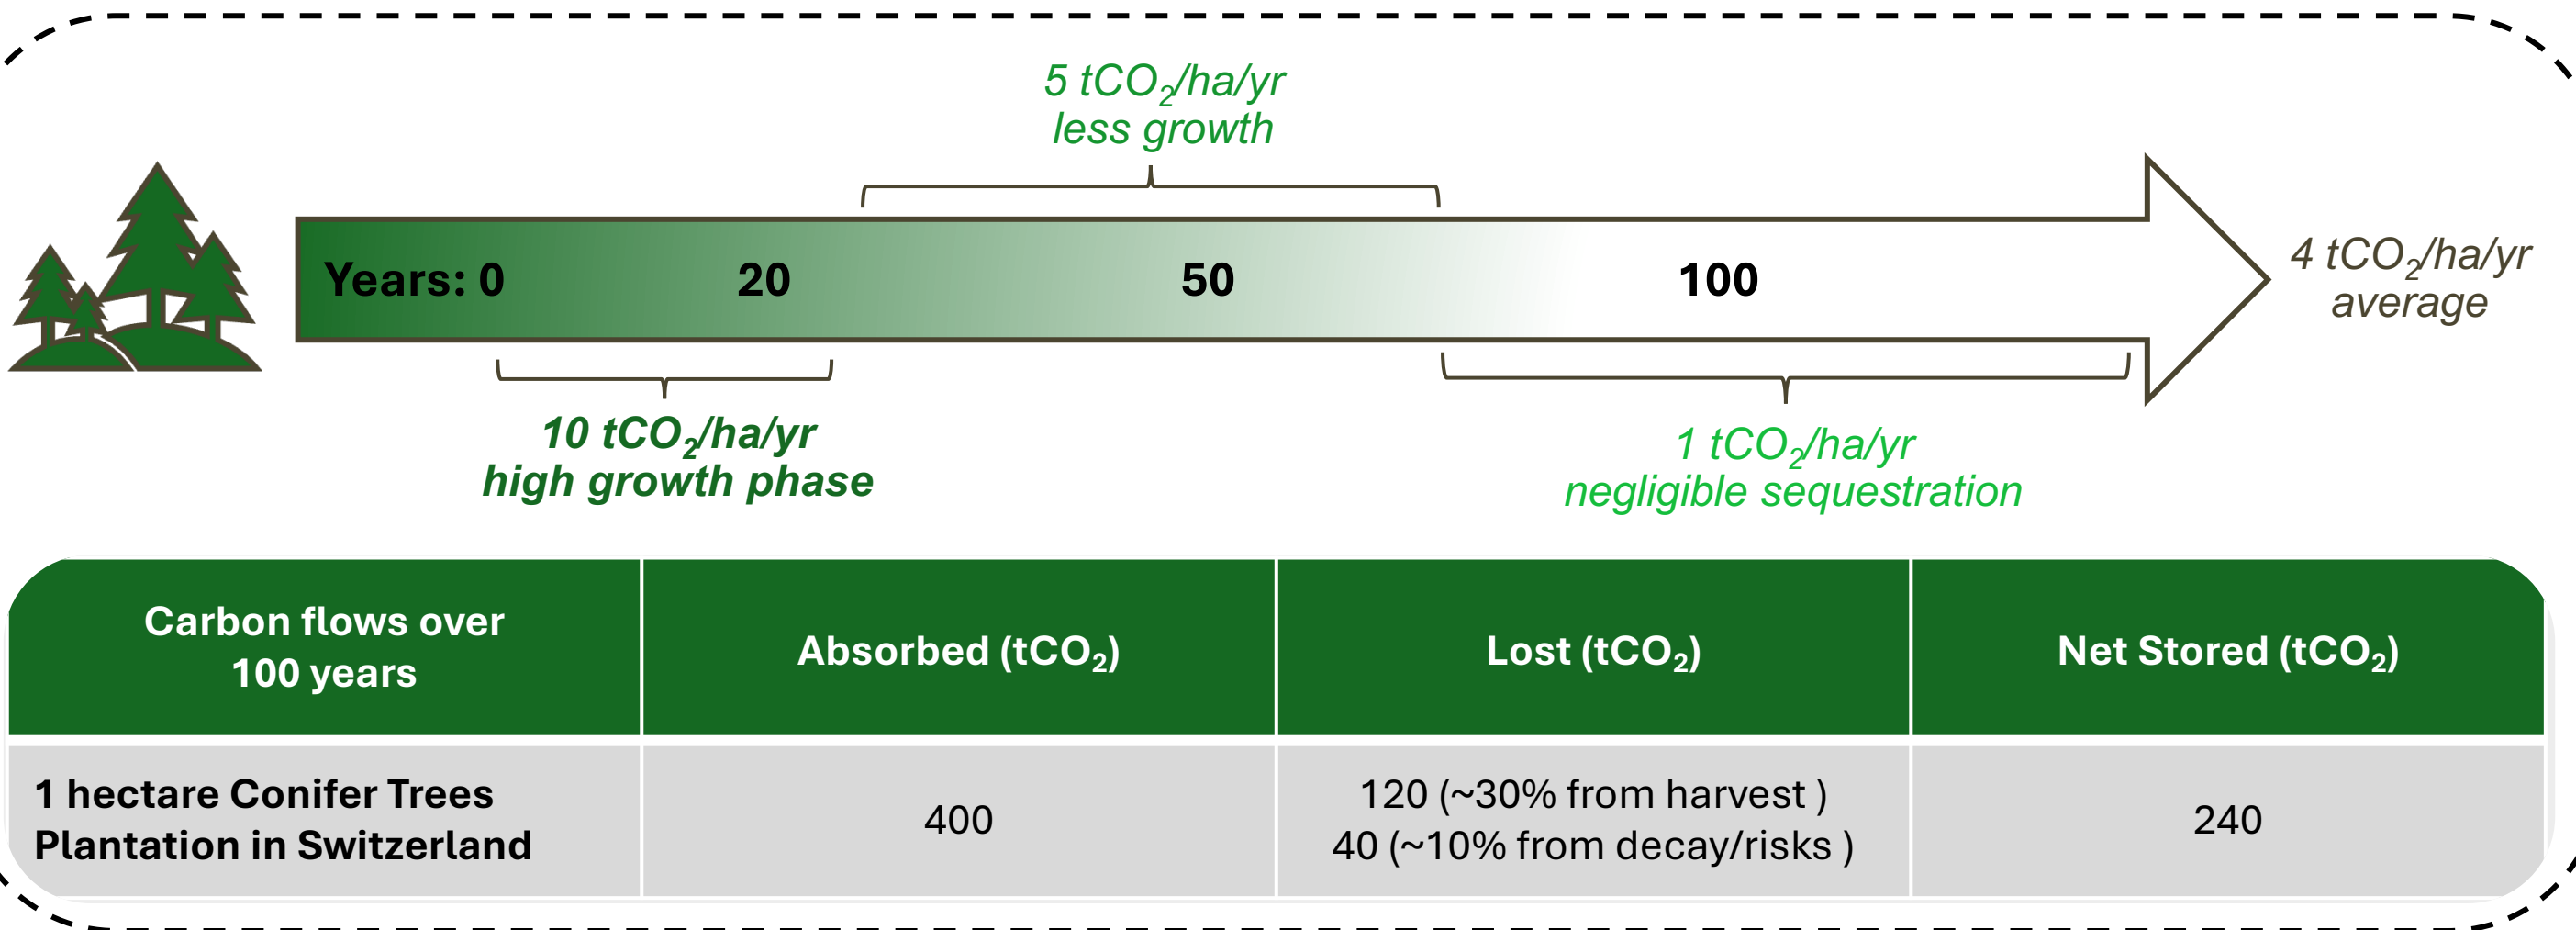 5 tCO₂/ha/yr
less growth
Years: 0 20 50 100
4 tCO₂/ha/yr
average
10 tCO₂/ha/yr
high growth phase
1 tCO₂/ha/yr
negligible sequestration
Carbon flows over
100 years
Absorbed (tCO₂)
Lost (tCO₂)
Net Stored (tCO₂)
1 hectare Conifer Trees
Plantation in Switzerland
400
120 (~30% from harvest )
40 (~10% from decay/risks )
240